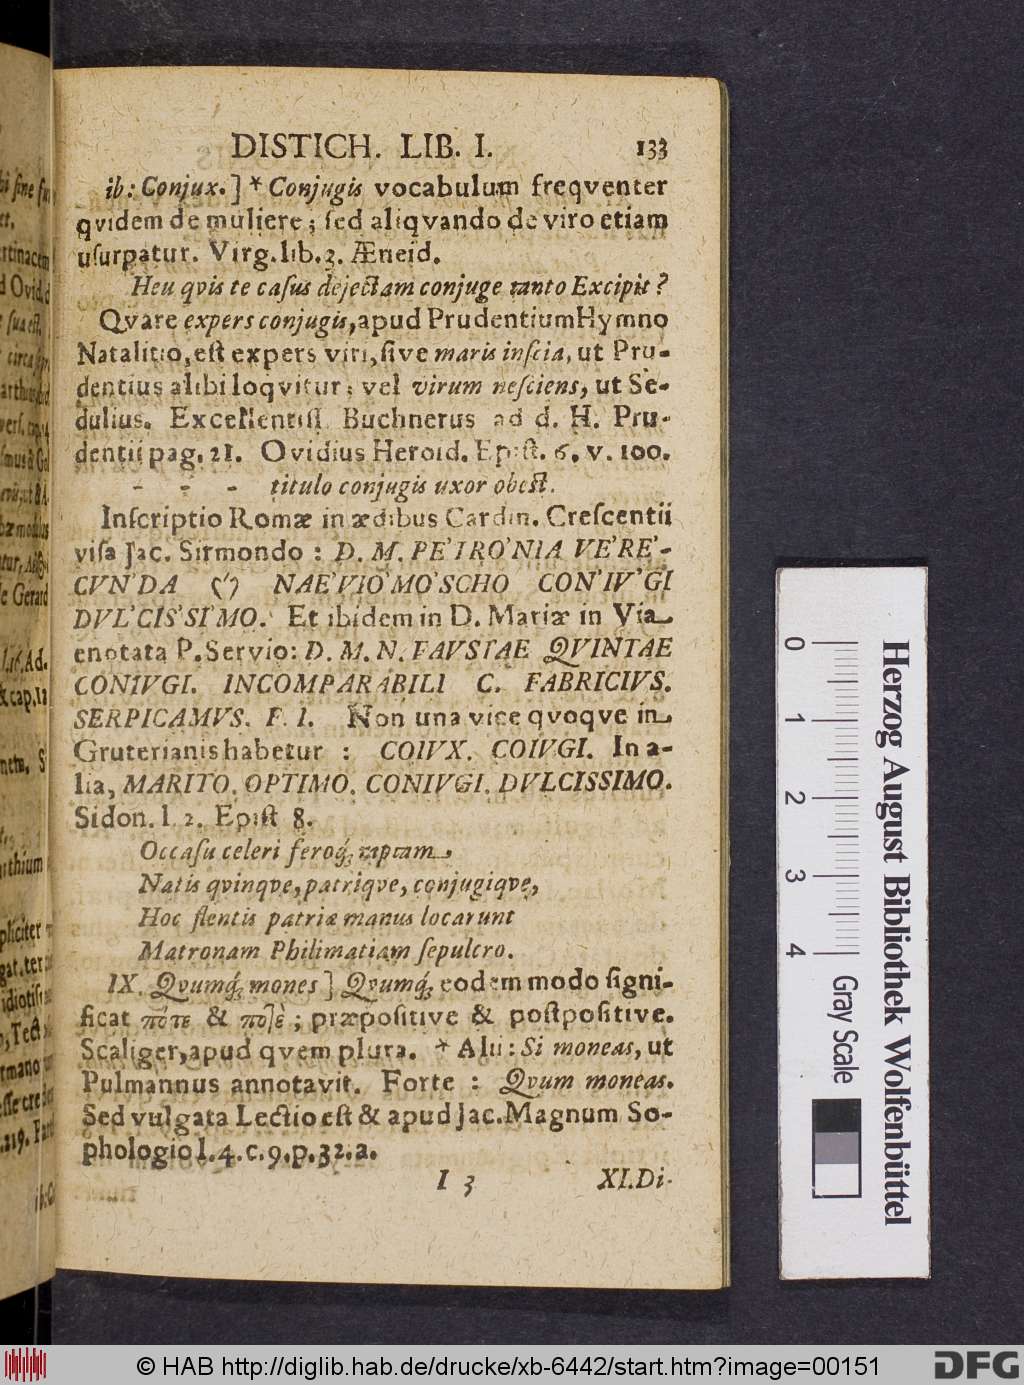 DISTICH. LIB. I. 133
ib: Conjux.] * Conjugis vocabulum freqventer
qvidem de muliere; ſed aliqvando de viro etiam
uſurpatur. Virg. lib. 3. Æneid.
Heu qvis te caſus dejectam conjuge tanto Excipit?
Qvare expers conjugis, apud Prudentium Hymno
Natalitio, eſt expers viri, ſive maris inſcia, ut Pru-
dentius alibi loqvitur; vel virum neſciens, ut Se-
dulius. Excellentiſſ. Buchnerus ad d. H. Pru-
dentii pag. 21. Ovidius Heroid. Epiſt. 6. v. 100.
- - - titulo conjugis uxor obeſt.
Inſcriptio Romæ in ædibus Cardin. Creſcentii
viſa Jac. Sirmondo: D. M. PE'TRO'NIA VE'RE'-
CVN'DA (') NAE'VIO'MO'SCHO CON'IV'GI
DVL'CIS'SI'MO. Et ibidem in D. Mariæ in Via
enotata P. Servio: D. M. N. FAVSTAE QVINTAE
CONIVGI. INCOMPARABILI C. FABRICIVS.
SERPICAMVS. F. I. Non una vice qvoqve in
Gruterianis habetur: COIVX. COIVGI. In a-
lia, MARITO. OPTIMO. CONIVGI. DVLCISSIMO.
Sidon. l. 2. Epiſt 8.
Occaſu celeri feroq́; raptam
Natis qvinqve, patriqve, conjugiqve,
Hoc flentis patriæ manus locarunt
Matronam Philimatiam ſepulcro.
IX. Qvumq́; mones] Qvumq́; eodem modo ſigni-
ficat πότε & ποτὲ; præpoſitive & poſtpoſitive.
Scaliger, apud qvem plura. * Alii: Si moneas, ut
Pulmannus annotavit. Forte: Qvum moneas.
Sed vulgata Lectio eſt & apud Jac. Magnum So-
phologio l. 4. c. 9. p. 32. a.
I 3 XI. Di-
0 1 2 3 4 Gray Scale
Herzog August Bibliothek Wolfenbüttel
© HAB http://diglib.hab.de/drucke/xb-6442/start.htm?image=00151
DFG